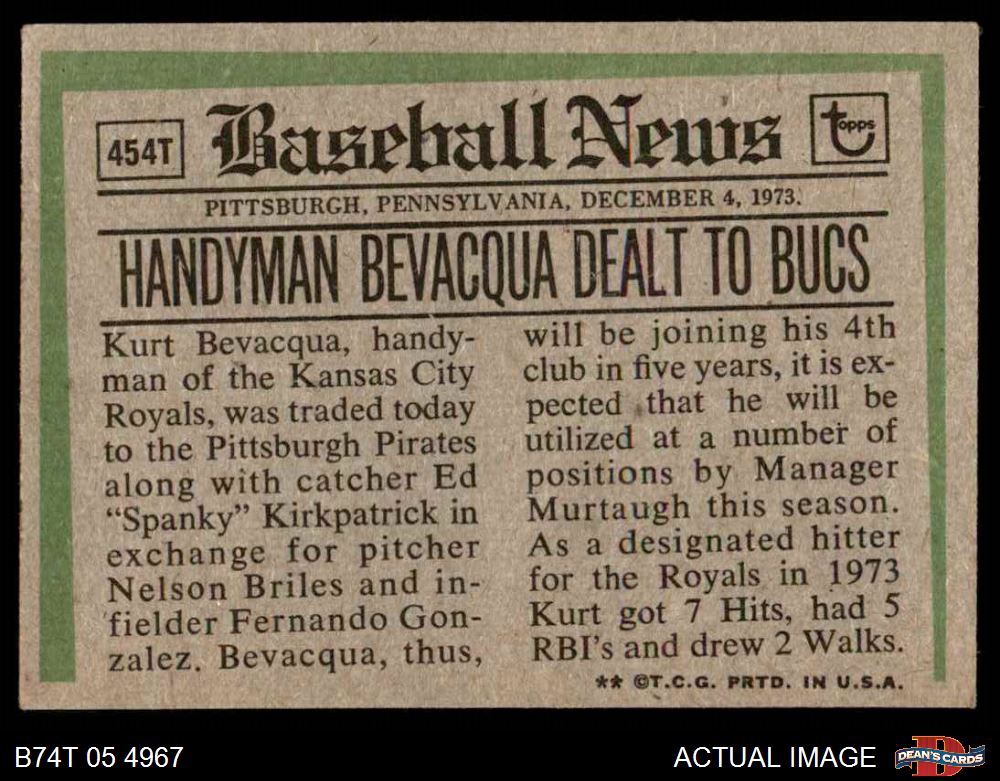 454T
Baseball News
topps
PITTSBURGH, PENNSYLVANIA, DECEMBER 4, 1973.
HANDYMAN BEVACQUA DEALT TO BUCS
Kurt Bevacqua, handy-
man of the Kansas City
Royals, was traded today
to the Pittsburgh Pirates
along with catcher Ed
“Spanky” Kirkpatrick in
exchange for pitcher
Nelson Briles and in-
fielder Fernando Gon-
zalez. Bevacqua, thus,
will be joining his 4th
club in five years, it is ex-
pected that he will be
utilized at a number of
positions by Manager
Murtaugh this season.
As a designated hitter
for the Royals in 1973
Kurt got 7 Hits, had 5
RBI's and drew 2 Walks.
** ©T.C.G. PRTD. IN U.S.A.
B74T 05 4967
ACTUAL IMAGE
D
DEAN'S CARDS